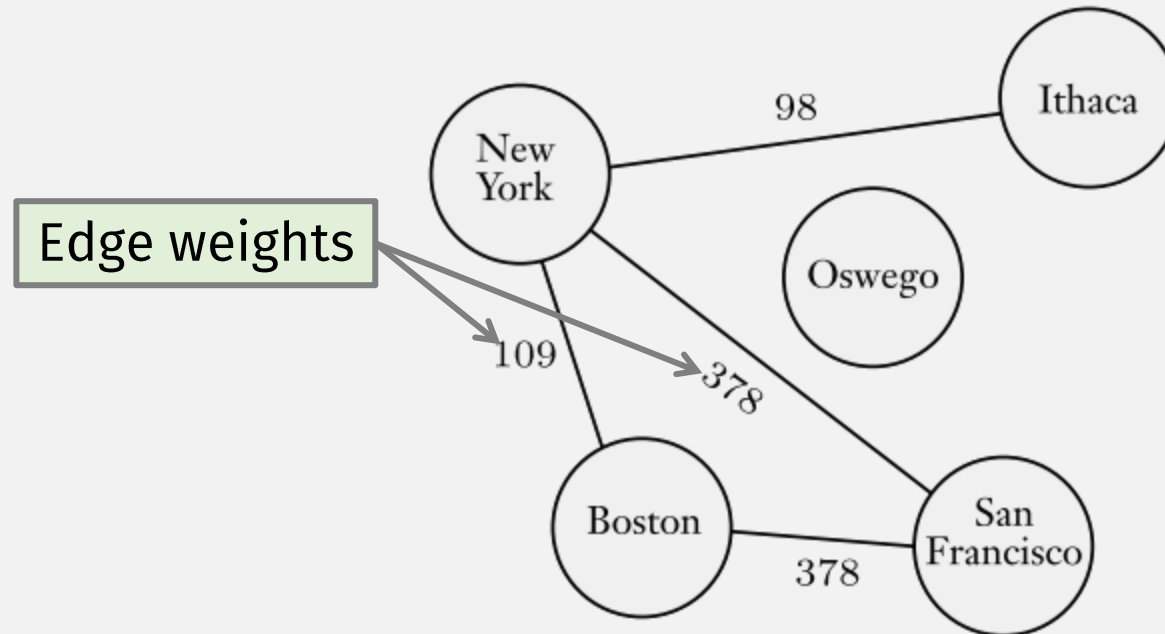 98
Ithaca
New
York
Edge weights
Oswego
109
378
Boston
San
Francisco
378